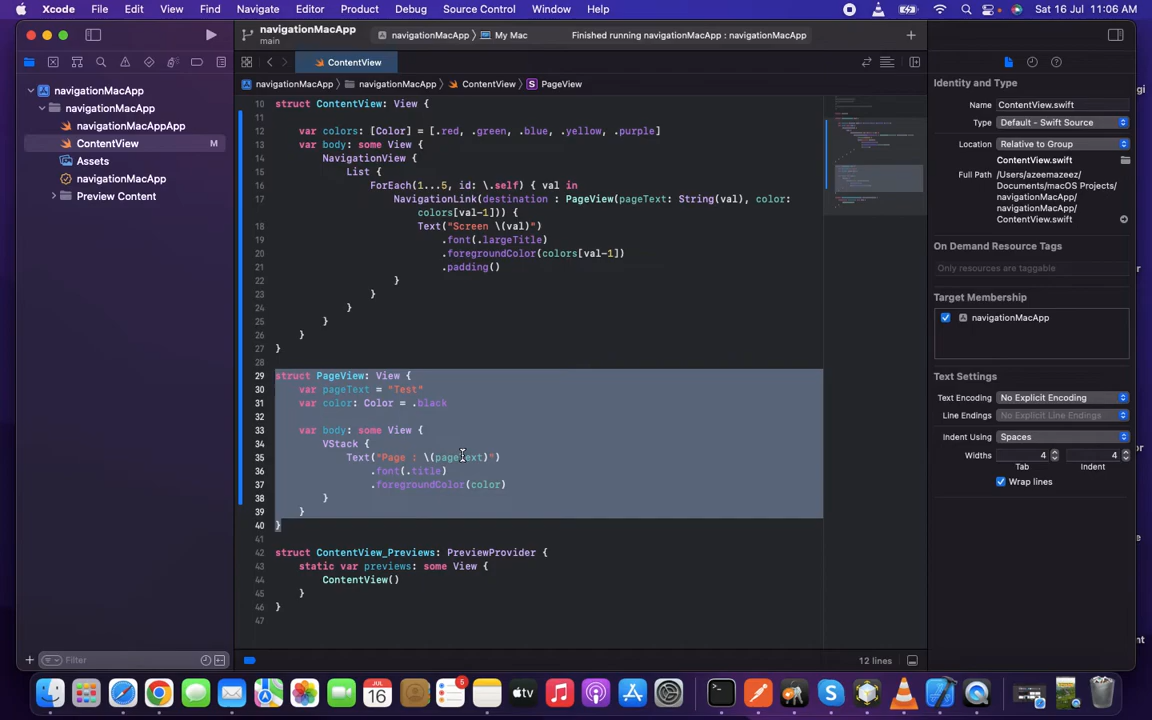 Xcode File Edit View Find Navigate Editor Product Debug Source Control Window Help Sat 16 Jul 11:06 AM
navigationMacApp
main
navigationMacApp My Mac
Finished running navigationMacApp : navigationMacApp
ContentView
navigationMacApp navigationMacApp ContentView PageView
navigationMacApp
navigationMacApp
navigationMacAppApp
ContentView M
Assets
navigationMacApp
Preview Content
Filter
10 struct ContentView: View {
11
12 var colors: [Color] = [.red, .green, .blue, .yellow, .purple]
13 var body: some View {
14 NavigationView {
15 List {
16 ForEach(1...5, id: \.self) { val in
17 NavigationLink(destination : PageView(pageText: String(val), color:
colors[val-1])) {
18 Text("Screen \(val)")
19 .font(.largeTitle)
20 .foregroundColor(colors[val-1])
21 .padding()
22 }
23 }
24 }
25 }
26 }
27 }
28
29 struct PageView: View {
30 var pageText = "Test"
31 var color: Color = .black
32
33 var body: some View {
34 VStack {
35 Text("Page : \(pageText)")
36 .font(.title)
37 .foregroundColor(color)
38 }
39 }
40 }
41
42 struct ContentView_Previews: PreviewProvider {
43 static var previews: some View {
44 ContentView()
45 }
46 }
47
12 lines
Identity and Type
Name ContentView.swift
Type Default - Swift Source
Location Relative to Group
ContentView.swift
Full Path /Users/azeemazeez/
Documents/macOS Projects/
navigationMacApp/
navigationMacApp/
ContentView.swift
On Demand Resource Tags
Only resources are taggable
Target Membership
navigationMacApp
Text Settings
Text Encoding No Explicit Encoding
Line Endings No Explicit Line Endings
Indent Using Spaces
Widths 4 4
Tab Indent
Wrap lines
JUL
16
5
tv